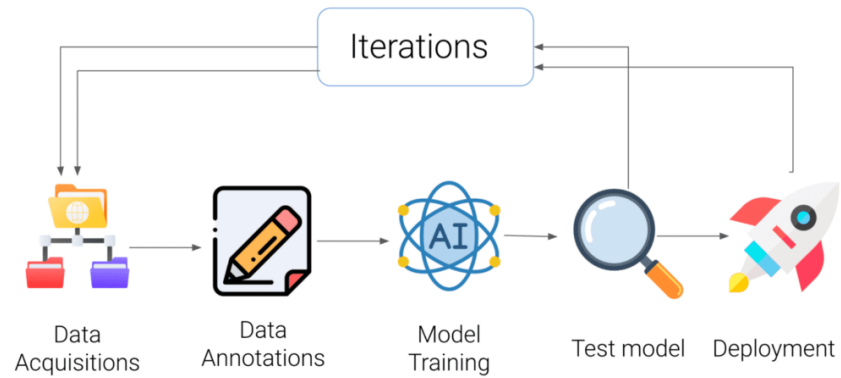 Iterations
AI
Data
Acquisitions
Data
Annotations
Model
Training
Test model
Deployment